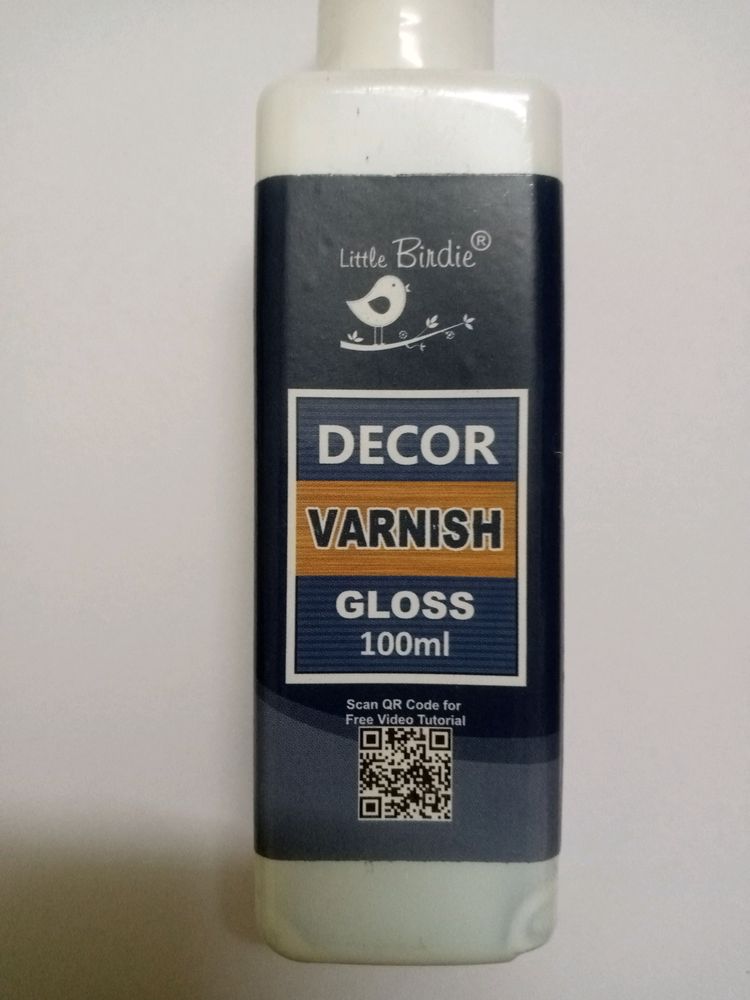 Little Birdie®
DECOR
VARNISH
GLOSS
100ml
Scan QR Code for
Free Video Tutorial